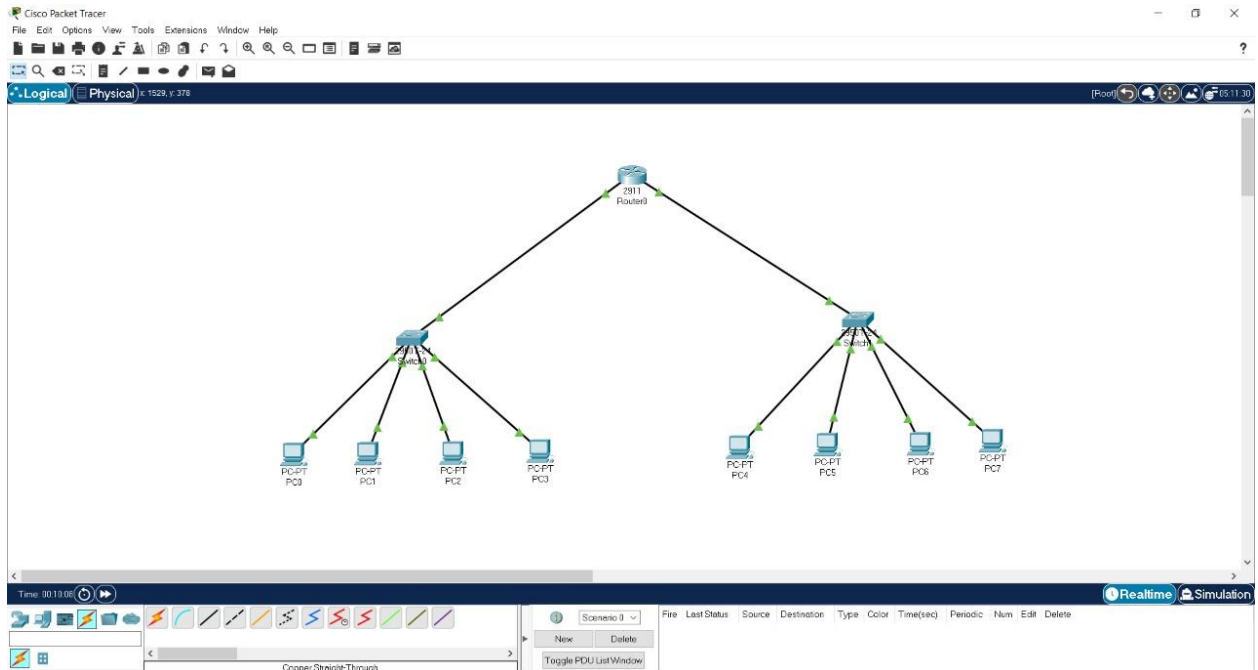 Cisco Packet Tracer
File Edit Options View Tools Extensions Window Help
?
Logical Physical x: 1529, y: 378 [Root] 05:11:30
2911
Router0
2950T-24
Switch0
2950T-24
Switch1
PC-PT
PC0
PC-PT
PC1
PC-PT
PC2
PC-PT
PC3
PC-PT
PC4
PC-PT
PC5
PC-PT
PC6
PC-PT
PC7
Time: 00:10:08 Realtime Simulation
Scenario 0
New Delete
Toggle PDU List Window
Fire Last Status Source Destination Type Color Time(sec) Periodic Num Edit Delete
Copper Straight-Through